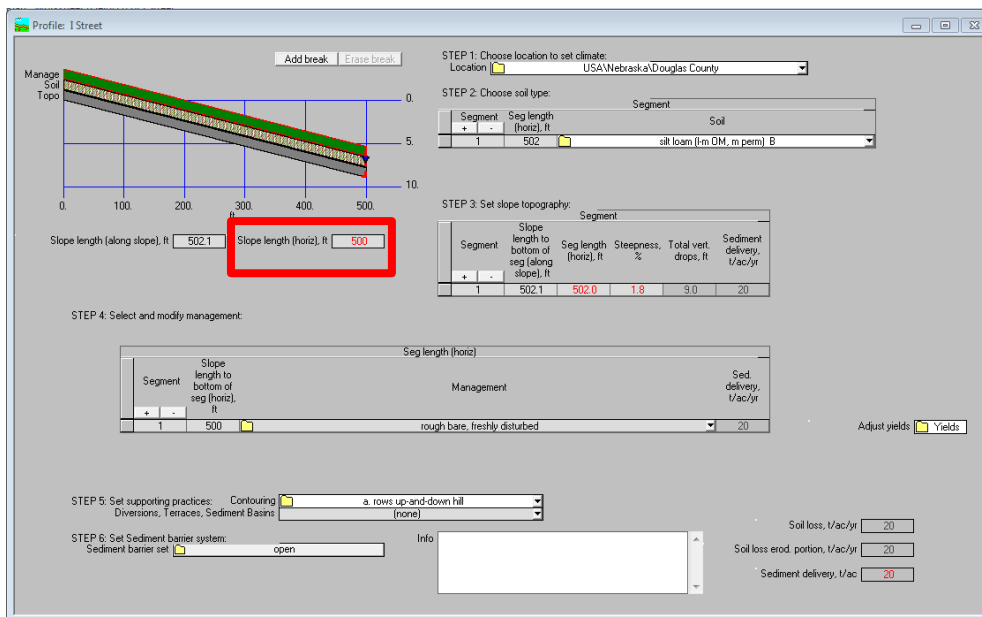 Profile: I Street
Add break Erase break
Manage
Soil
Topo
0.
5.
10.
0. 100. 200. 300. 400. 500.
ft
Slope length (along slope), ft 502.1 Slope length (horiz), ft 500
STEP 1: Choose location to set climate:
Location USA\Nebraska\Douglas County
STEP 2: Choose soil type:
Segment
Segment Seg length (horiz), ft Soil
+ -
1 502 silt loam (l-m OM, m perm) B
STEP 3: Set slope topography:
Segment
Segment Slope length to bottom of seg (along slope), ft Seg length (horiz), ft Steepness, % Total vert. drops, ft Sediment delivery, t/ac/yr
+ -
1 502.1 502.0 1.8 9.0 20
STEP 4: Select and modify management:
Seg length (horiz)
Segment Slope length to bottom of seg (horiz), ft Management Sed. delivery, t/ac/yr
+ -
1 500 rough bare, freshly disturbed 20
Adjust yields Yields
STEP 5: Set supporting practices: Contouring a. rows up-and-down hill
Diversions, Terraces, Sediment Basins (none)
STEP 6: Set Sediment barrier system:
Sediment barrier set open
Info
Soil loss, t/ac/yr 20
Soil loss erod. portion, t/ac/yr 20
Sediment delivery, t/ac 20